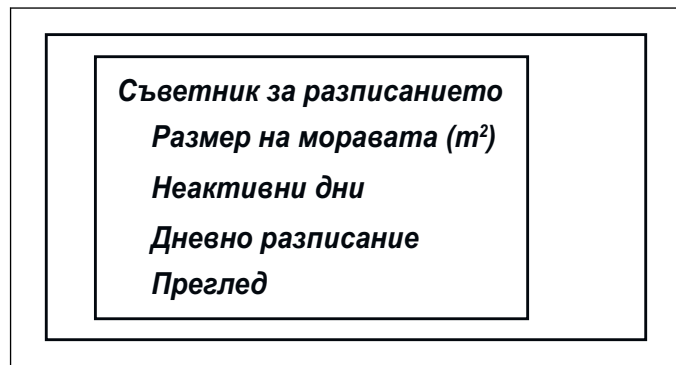 Съветник за разписанието
Размер на моравата (m²)
Неактивни дни
Дневно разписание
Преглед